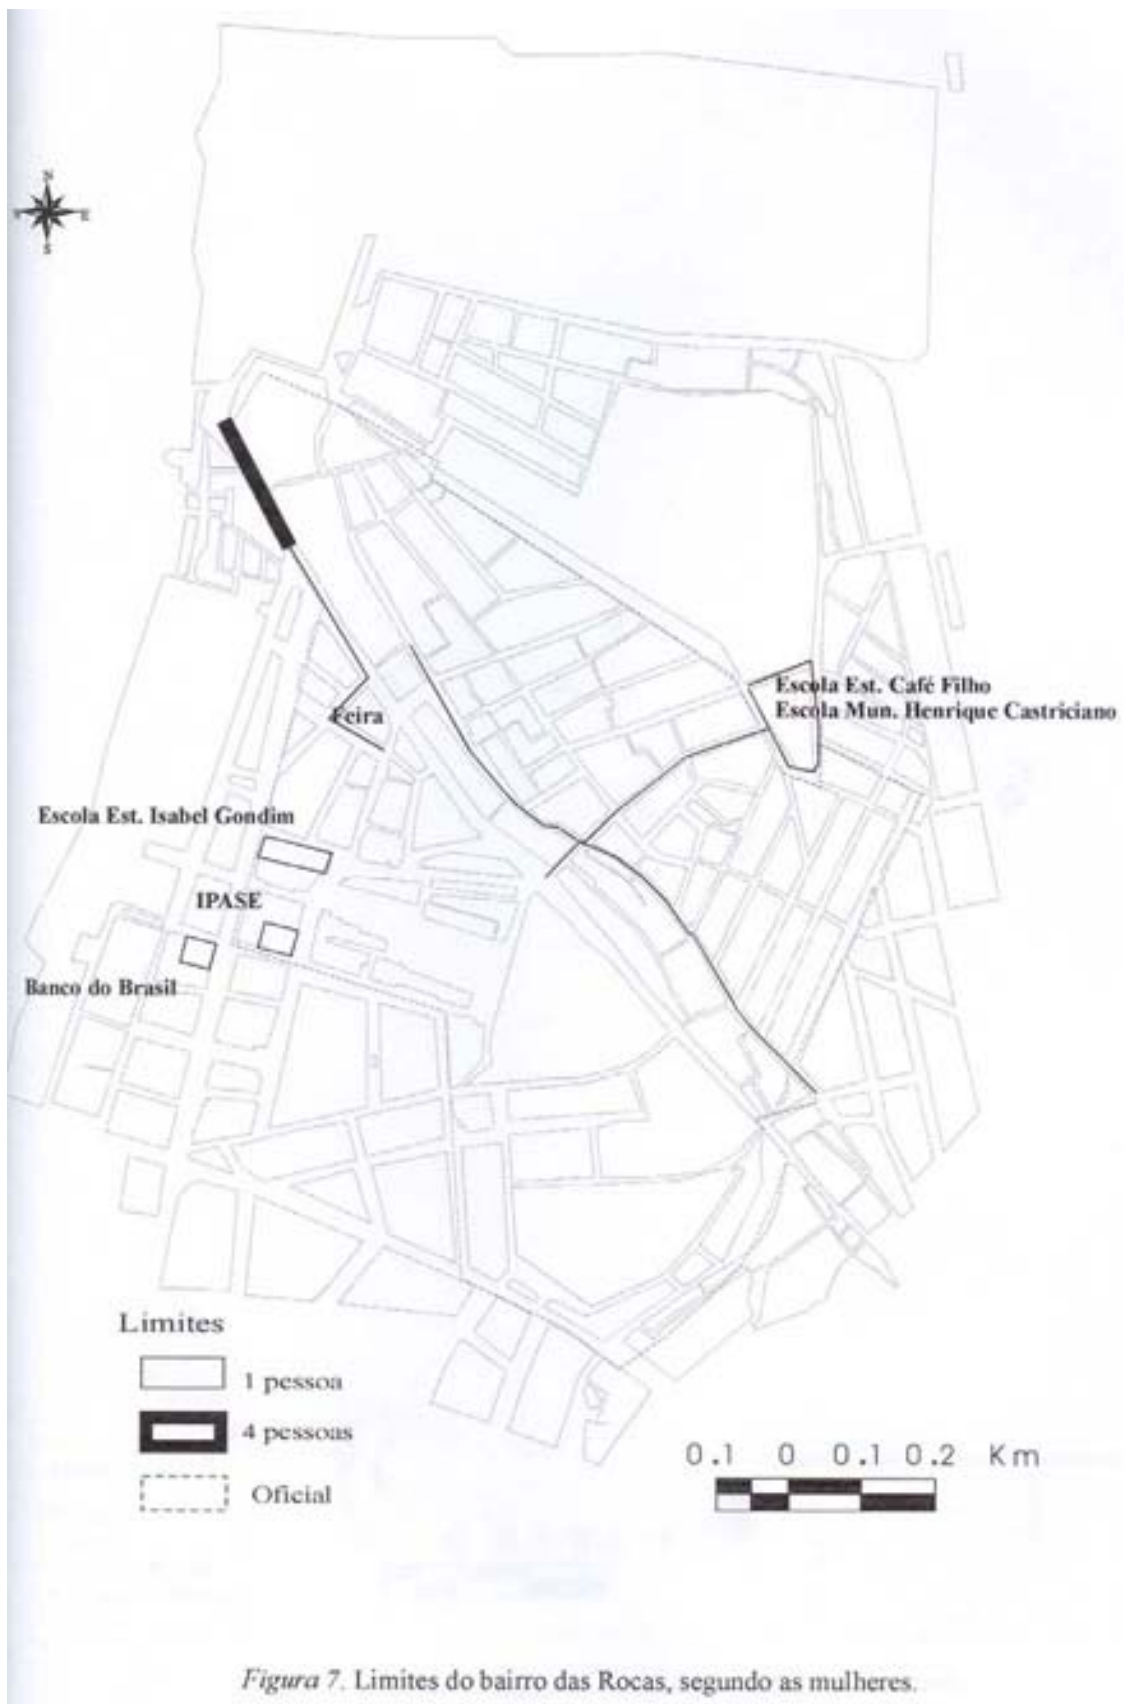 N
E
S
Escola Est. Café Filho
Escola Mun. Henrique Castriciano
Feira
Escola Est. Isabel Gondim
IPASE
Banco do Brasil
Limites
1 pessoa
4 pessoas
Oficial
0.1 0 0.1 0.2 Km
Figura 7. Limites do bairro das Rocas, segundo as mulheres.